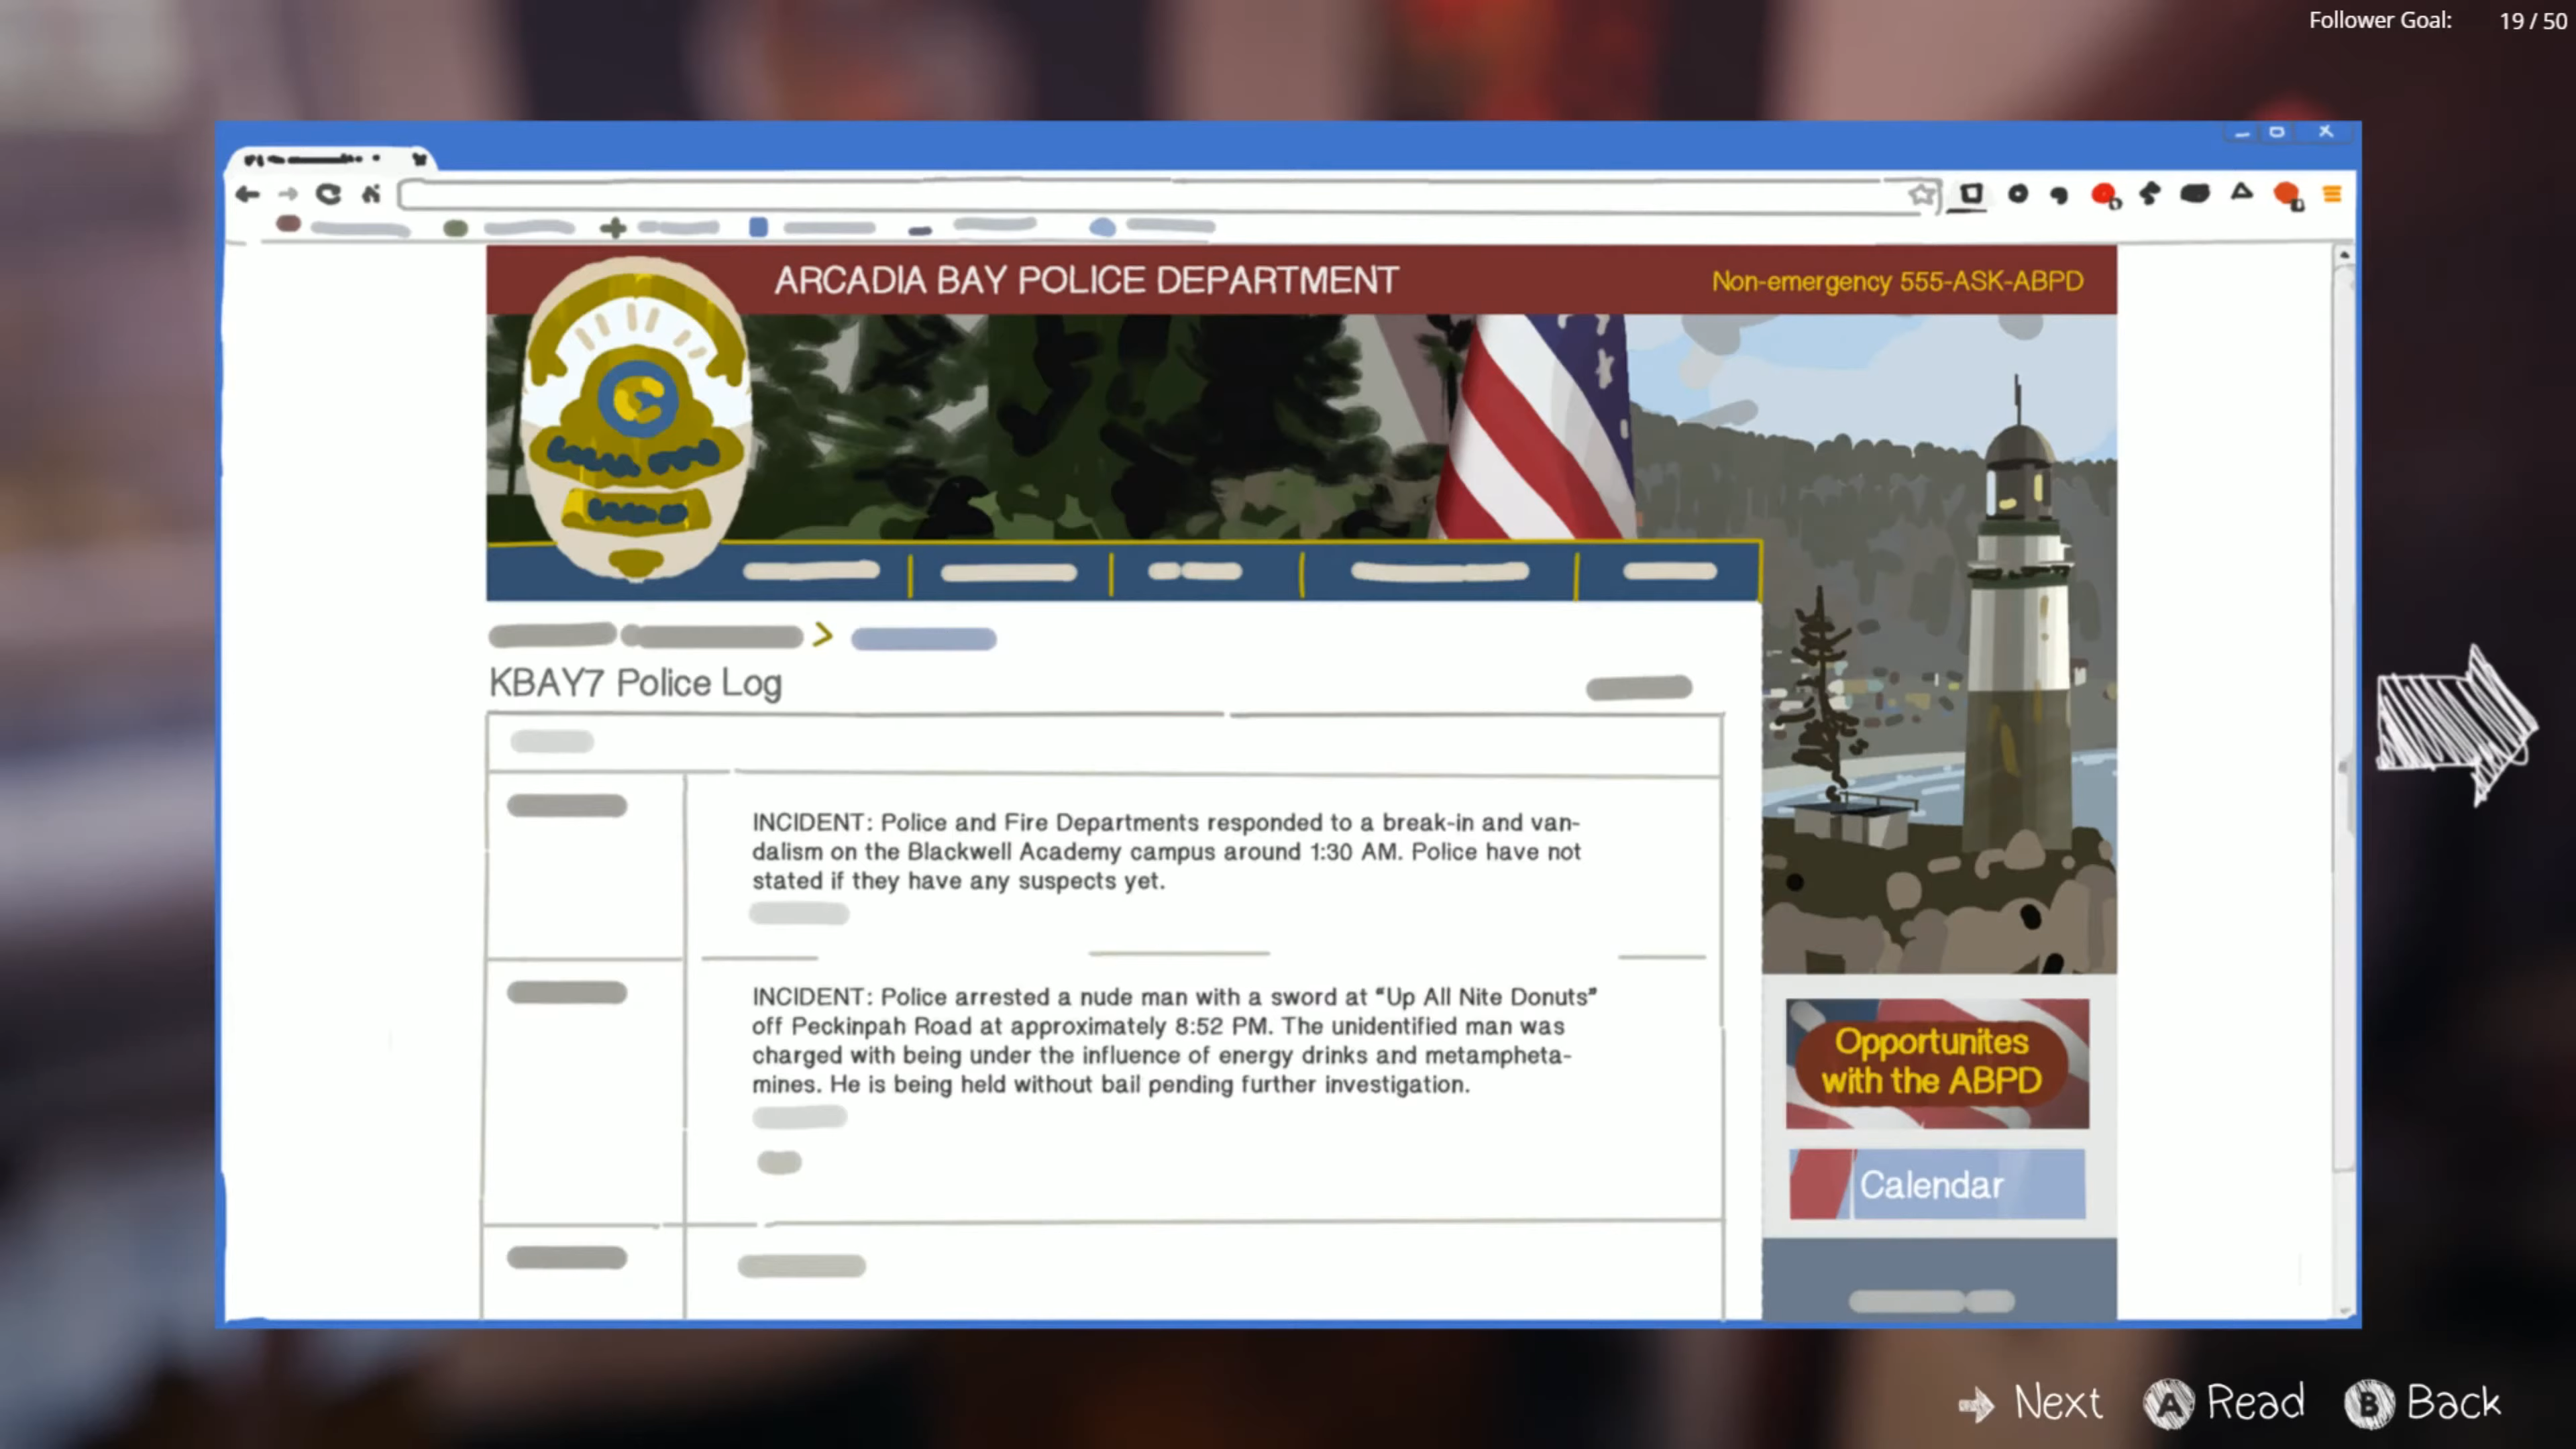 Follower Goal: 19 / 50
ARCADIA BAY POLICE DEPARTMENT
Non-emergency 555-ASK-ABPD
KBAY7 Police Log
INCIDENT: Police and Fire Departments responded to a break-in and van-
dalism on the Blackwell Academy campus around 1:30 AM. Police have not
stated if they have any suspects yet.
INCIDENT: Police arrested a nude man with a sword at “Up All Nite Donuts”
off Peckinpah Road at approximately 8:52 PM. The unidentified man was
charged with being under the influence of energy drinks and metampheta-
mines. He is being held without bail pending further investigation.
Opportunites
with the ABPD
Calendar
Next
A Read
B Back